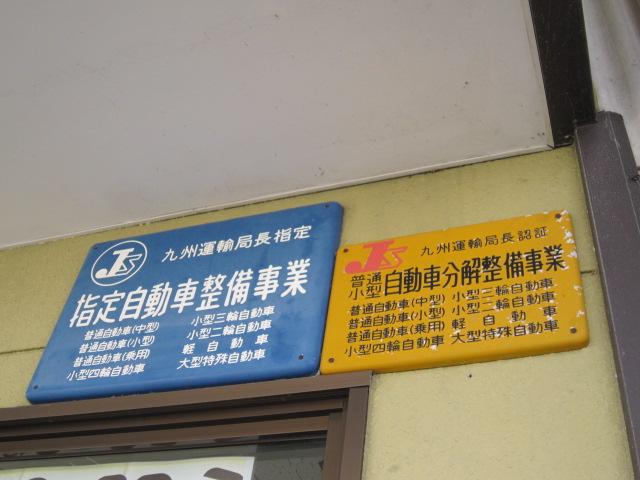 JS 九州運輸局長指定
指定自動車整備事業
普通自動車(中型) 小型三輪自動車
普通自動車(小型) 小型二輪自動車
普通自動車(乗用) 軽自動車
小型四輪自動車 大型特殊自動車
JS 九州運輸局長認証
普通小型 自動車分解整備事業
普通自動車(中型) 小型三輪自動車
普通自動車(小型) 小型二輪自動車
普通自動車(乗用) 軽自動車
小型四輪自動車 大型特殊自動車